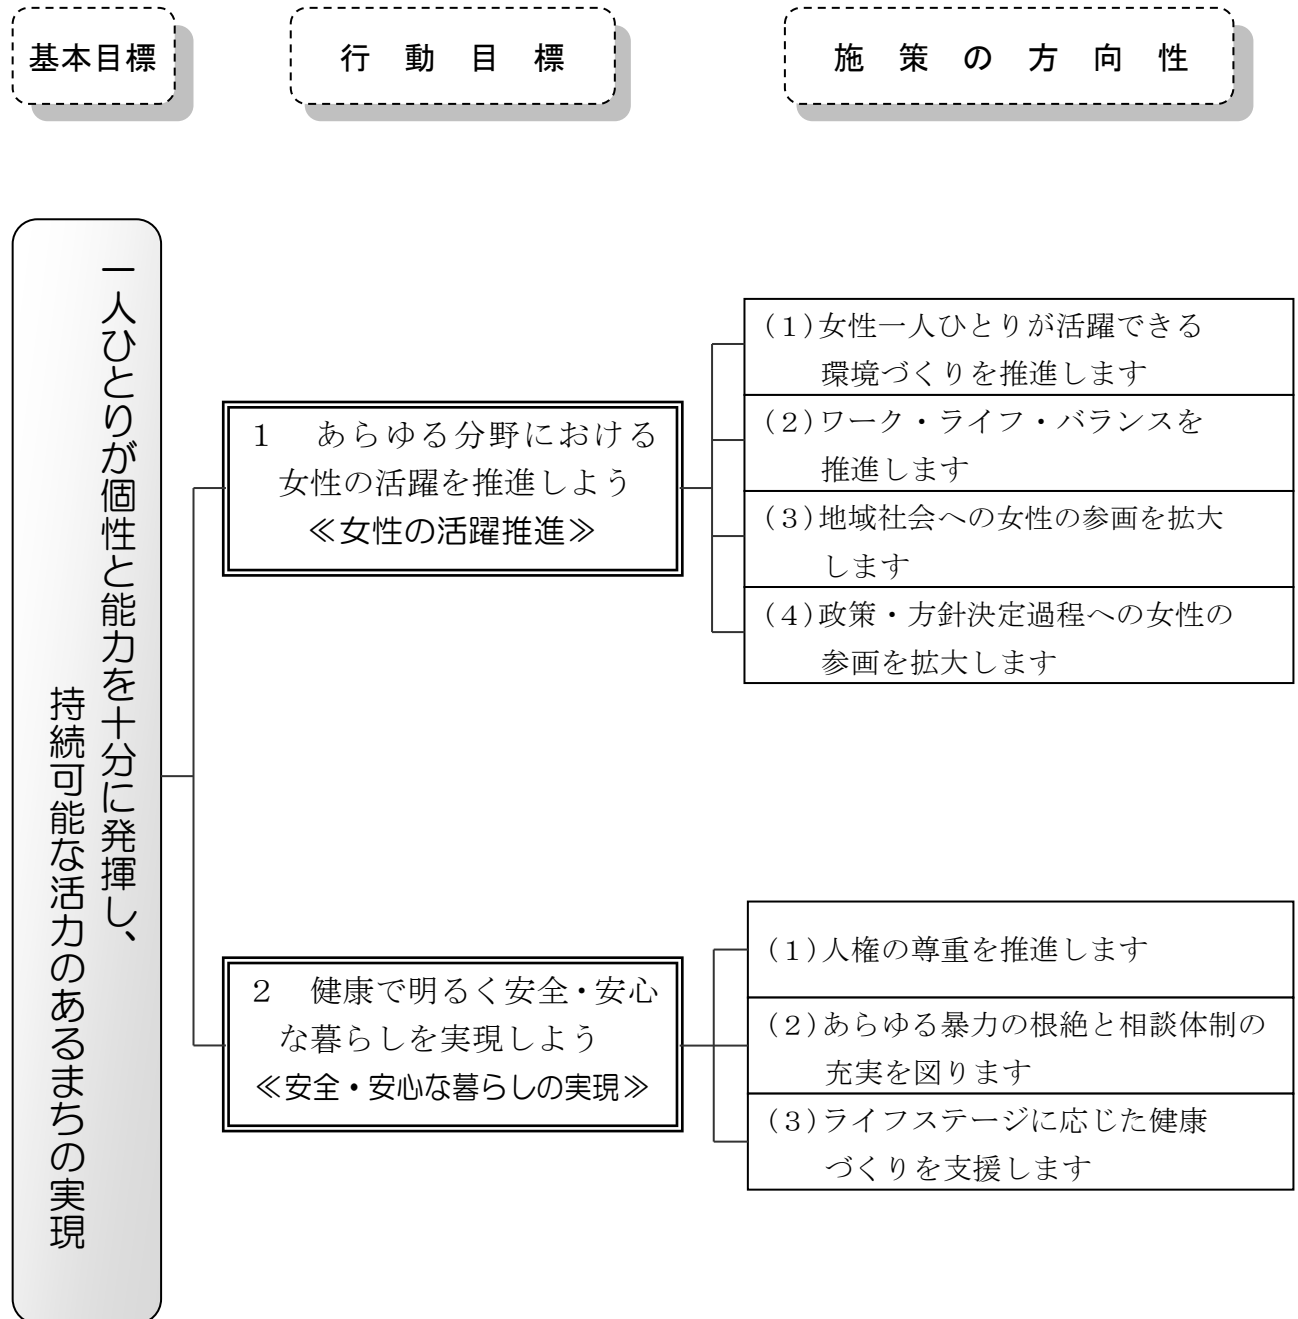 基本目標
行動目標
施策の方向性
一人ひとりが個性と能力を十分に発揮し、
持続可能な活力のあるまちの実現
1 あらゆる分野における
女性の活躍を推進しよう
≪女性の活躍推進≫
(1)女性一人ひとりが活躍できる
環境づくりを推進します
(2)ワーク・ライフ・バランスを
推進します
(3)地域社会への女性の参画を拡大
します
(4)政策・方針決定過程への女性の
参画を拡大します
2 健康で明るく安全・安心
な暮らしを実現しよう
≪安全・安心な暮らしの実現≫
(1)人権の尊重を推進します
(2)あらゆる暴力の根絶と相談体制の
充実を図ります
(3)ライフステージに応じた健康
づくりを支援します